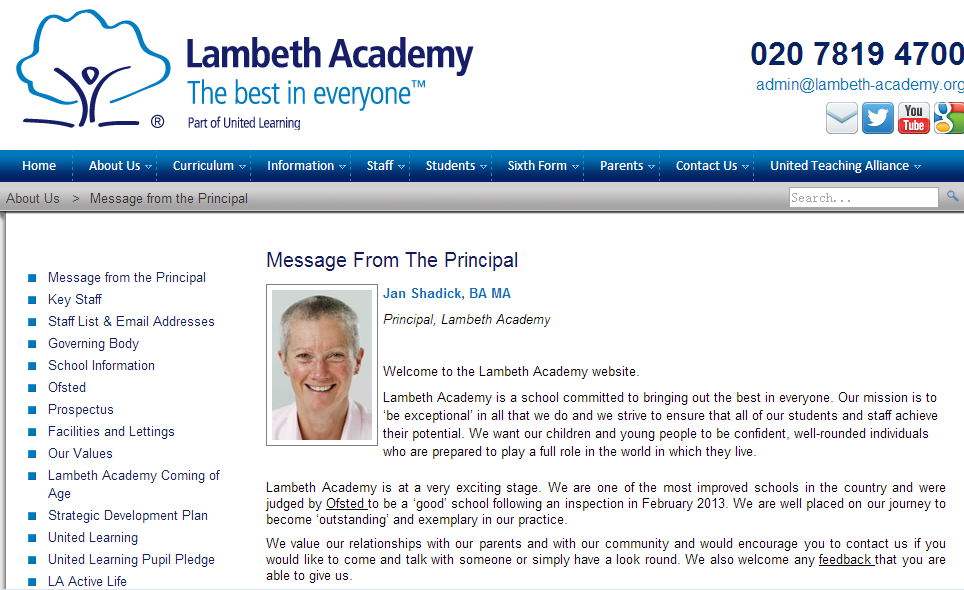 Lambeth Academy
The best in everyone™
®
Part of United Learning
020 7819 4700
admin@lambeth-academy.org
You
Tube
Home About Us Curriculum Information Staff Students Sixth Form Parents Contact Us United Teaching Alliance
About Us > Message from the Principal
Search...
Message from the Principal
Key Staff
Staff List & Email Addresses
Governing Body
School Information
Ofsted
Prospectus
Facilities and Lettings
Our Values
Lambeth Academy Coming of
Age
Strategic Development Plan
United Learning
United Learning Pupil Pledge
LA Active Life
Message From The Principal
Jan Shadick, BA MA
Principal, Lambeth Academy
Welcome to the Lambeth Academy website.
Lambeth Academy is a school committed to bringing out the best in everyone. Our mission is to
‘be exceptional’ in all that we do and we strive to ensure that all of our students and staff achieve
their potential. We want our children and young people to be confident, well-rounded individuals
who are prepared to play a full role in the world in which they live.
Lambeth Academy is at a very exciting stage. We are one of the most improved schools in the country and were
judged by Ofsted to be a ‘good’ school following an inspection in February 2013. We are well placed on our journey to
become ‘outstanding’ and exemplary in our practice.
We value our relationships with our parents and with our community and would encourage you to contact us if you
would like to come and talk with someone or simply have a look round. We also welcome any feedback that you are
able to give us.